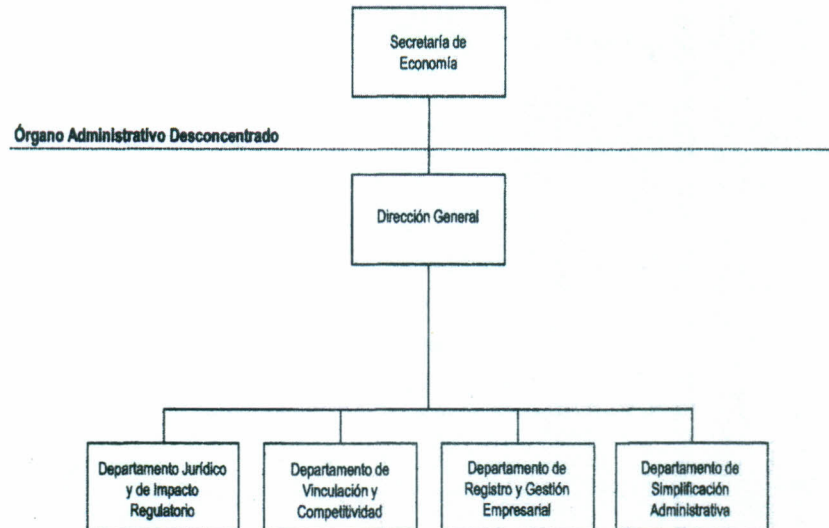 Secretaría de
Economía
Órgano Administrativo Desconcentrado
Dirección General
Departamento Jurídico
y de Impacto
Regulatorio
Departamento de
Vinculación y
Competitividad
Departamento de
Registro y Gestión
Empresarial
Departamento de
Simplificación
Administrativa